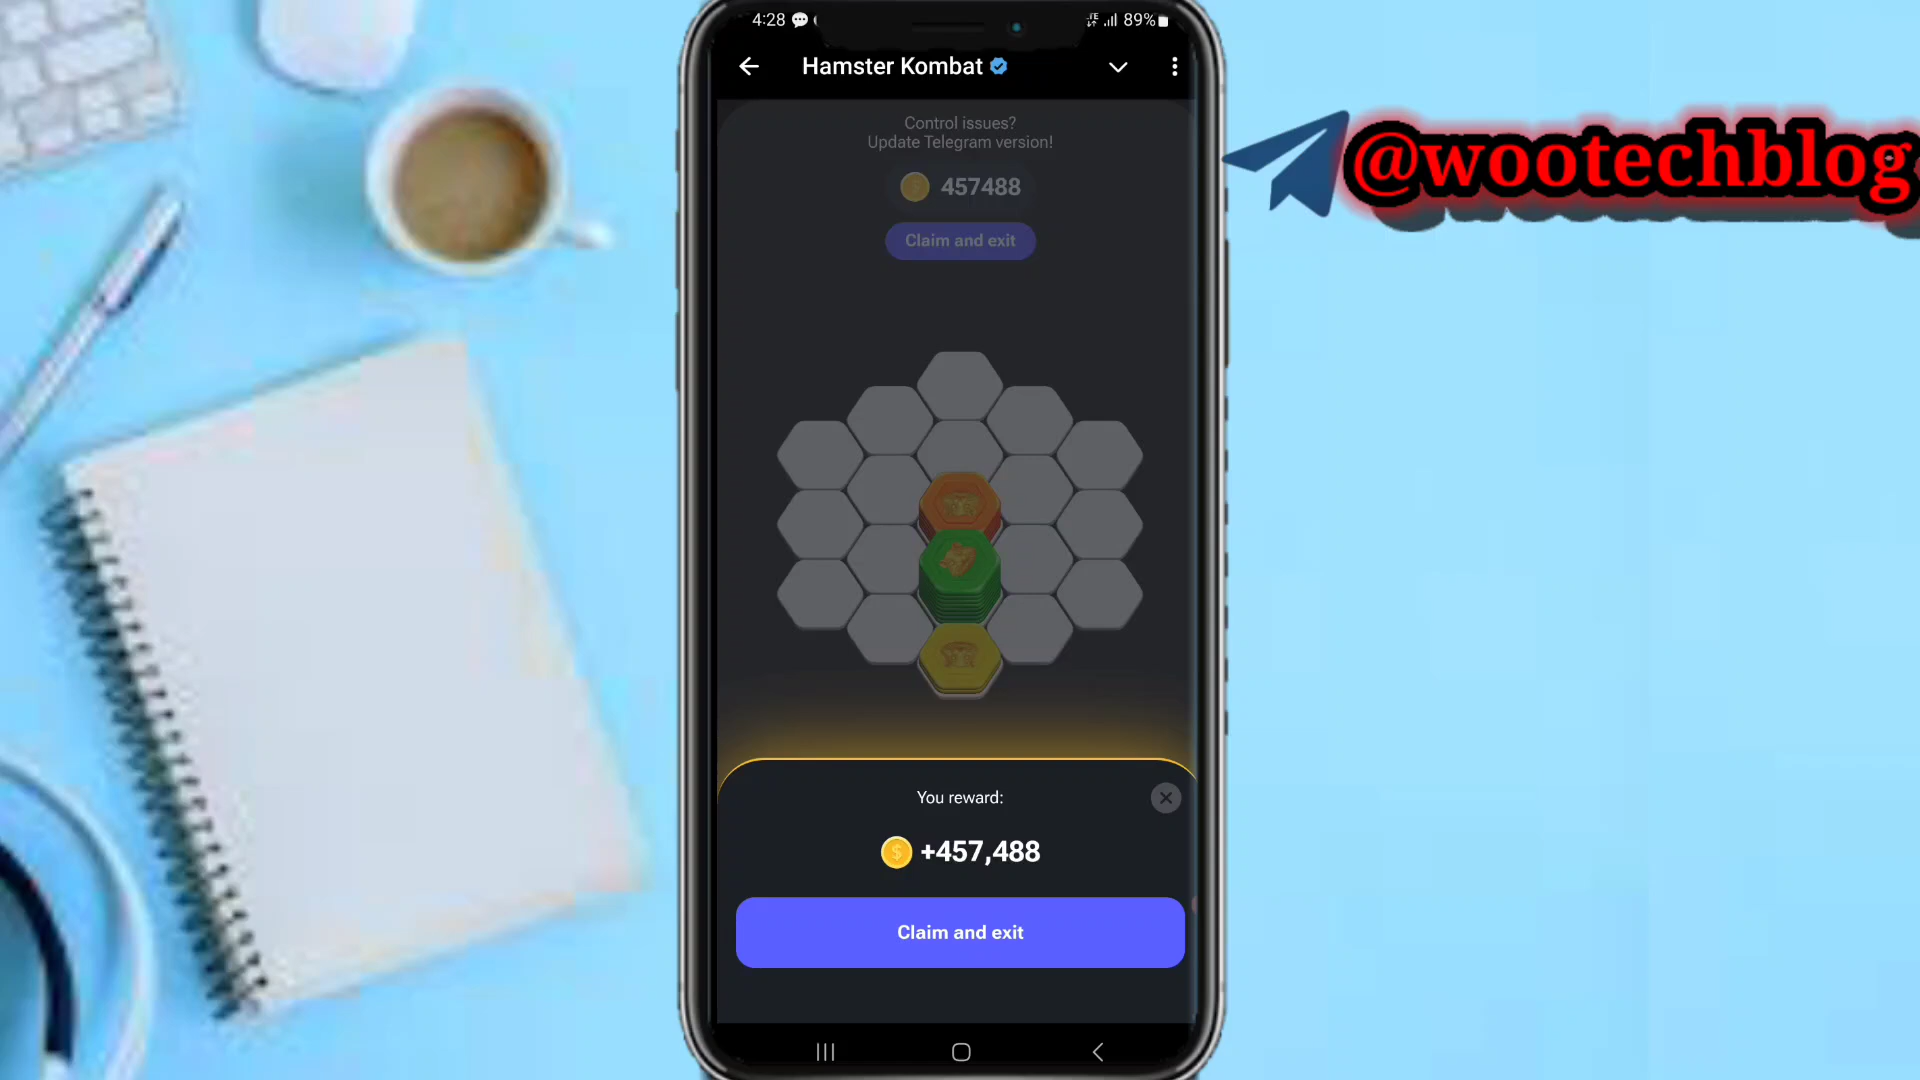 4:28
89%
Hamster Kombat
Control issues?
Update Telegram version!
457488
Claim and exit
@wootechblog
You reward:
+457,488
Claim and exit